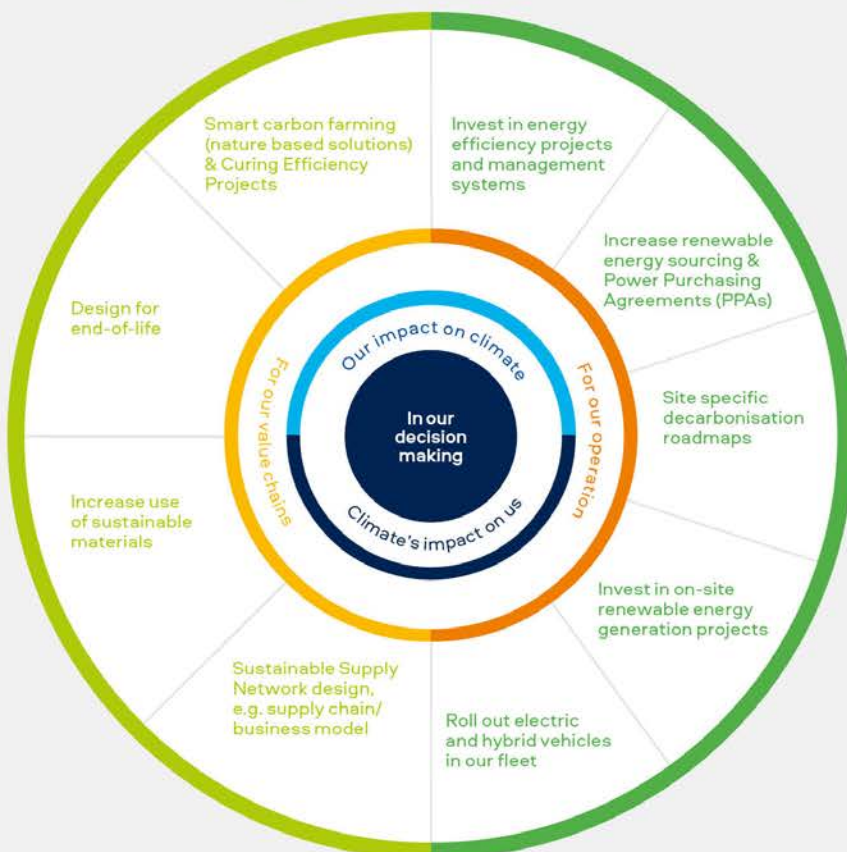 Smart carbon farming
(nature based solutions)
& Curing Efficiency
Projects
Invest in energy
efficiency projects
and management
systems
Increase renewable
energy sourcing &
Power Purchasing
Agreements (PPAs)
Design for
end-of-life
Our impact on climate
For our value chains
In our
decision
making
For our operation
Site specific
decarbonisation
roadmaps
Climate's impact on us
Increase use
of sustainable
materials
Invest in on-site
renewable energy
generation projects
Sustainable Supply
Network design,
e.g. supply chain/
business model
Roll out electric
and hybrid vehicles
in our fleet